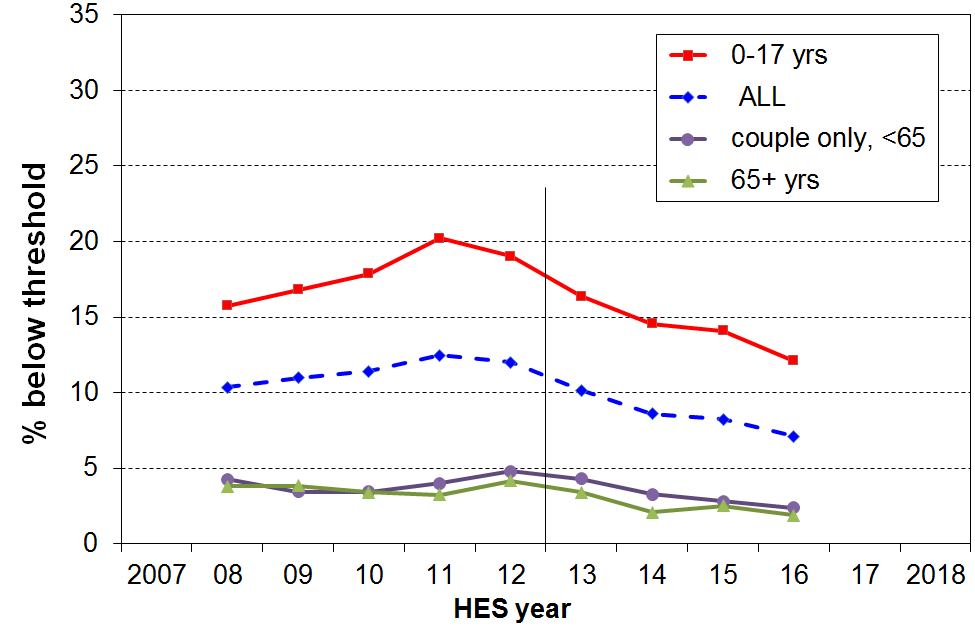 35
30
25
20
15
10
5
0
% below threshold
0-17 yrs
ALL
couple only, <65
65+ yrs
2007 08 09 10 11 12 13 14 15 16 17 2018
HES year